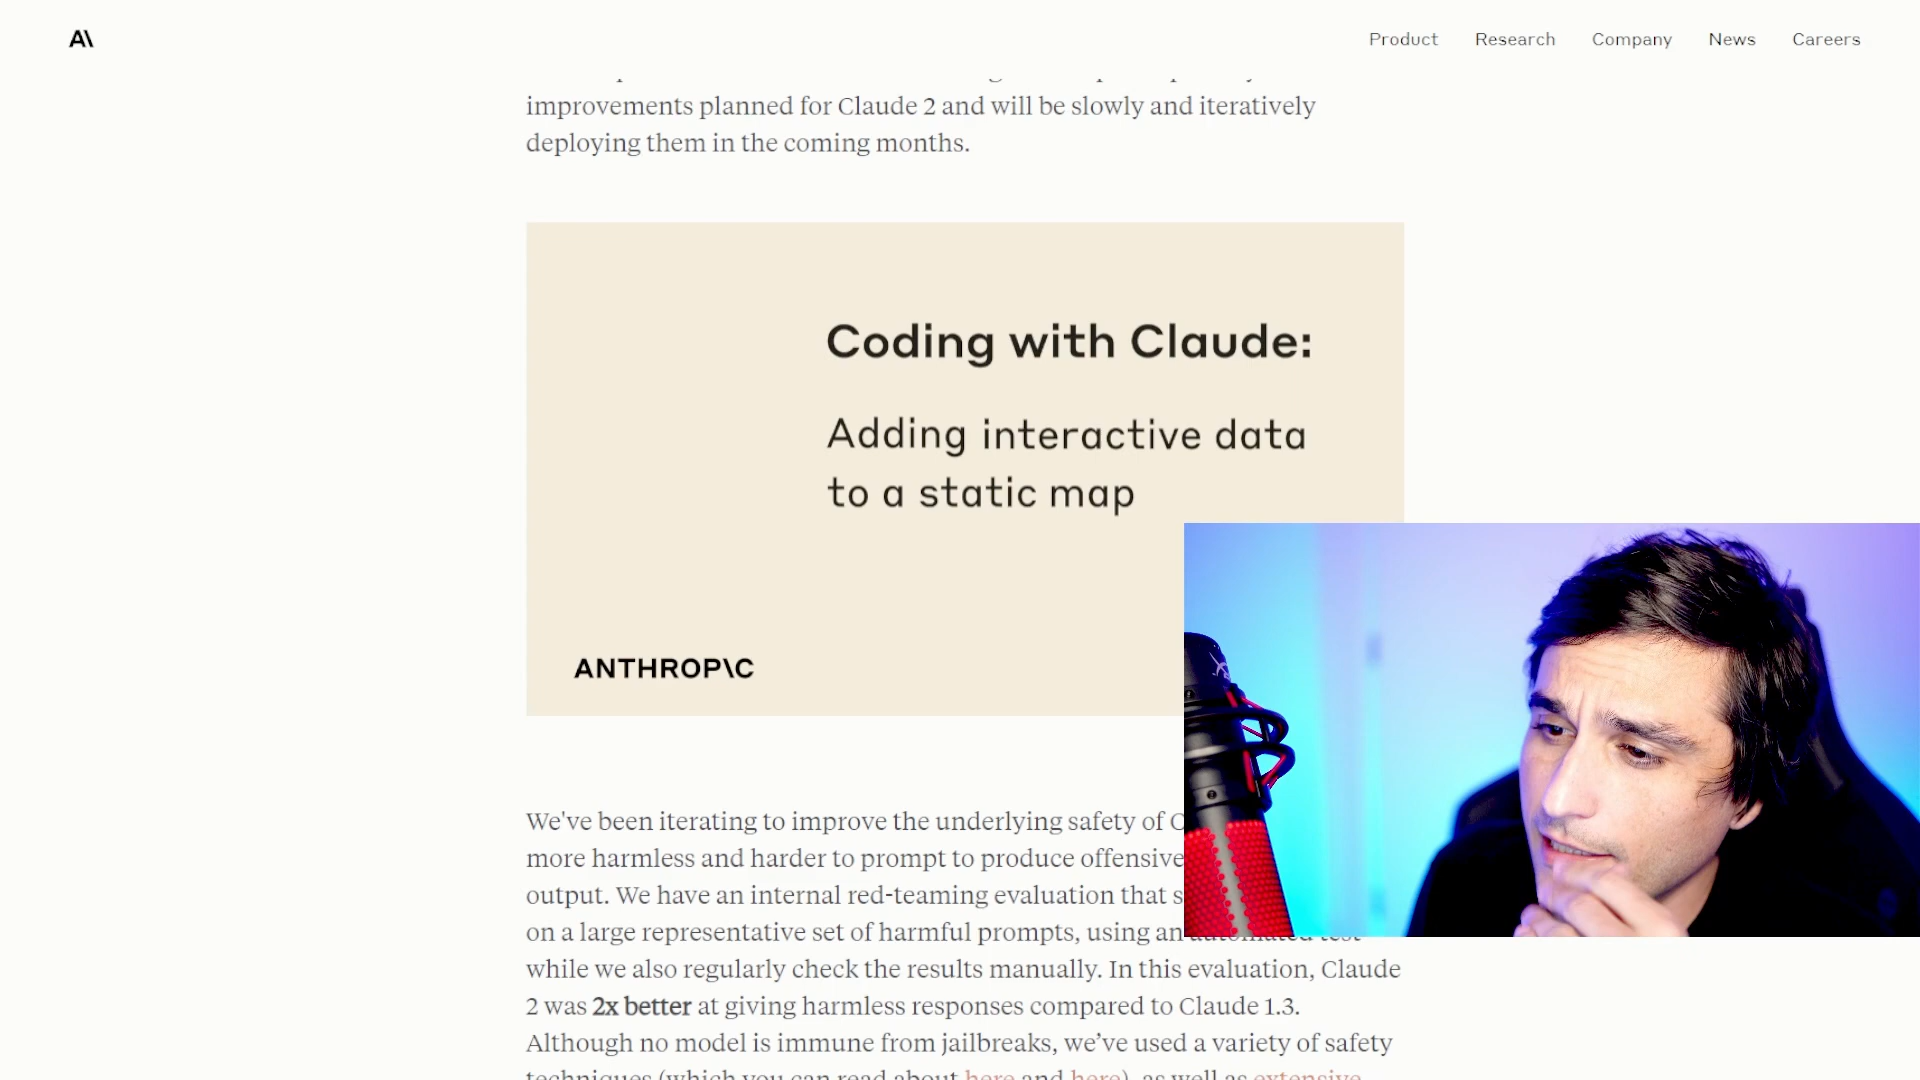 A\
Product Research Company News Careers
improvements planned for Claude 2 and will be slowly and iteratively
deploying them in the coming months.
Coding with Claude:
Adding interactive data
to a static map
ANTHROP\C
We've been iterating to improve the underlying safety of
more harmless and harder to prompt to produce offensive
output. We have an internal red-teaming evaluation that
on a large representative set of harmful prompts, using an automated test
while we also regularly check the results manually. In this evaluation, Claude
2 was 2x better at giving harmless responses compared to Claude 1.3.
Although no model is immune from jailbreaks, we’ve used a variety of safety
techniques (which you can read about here and here), as well as extensive